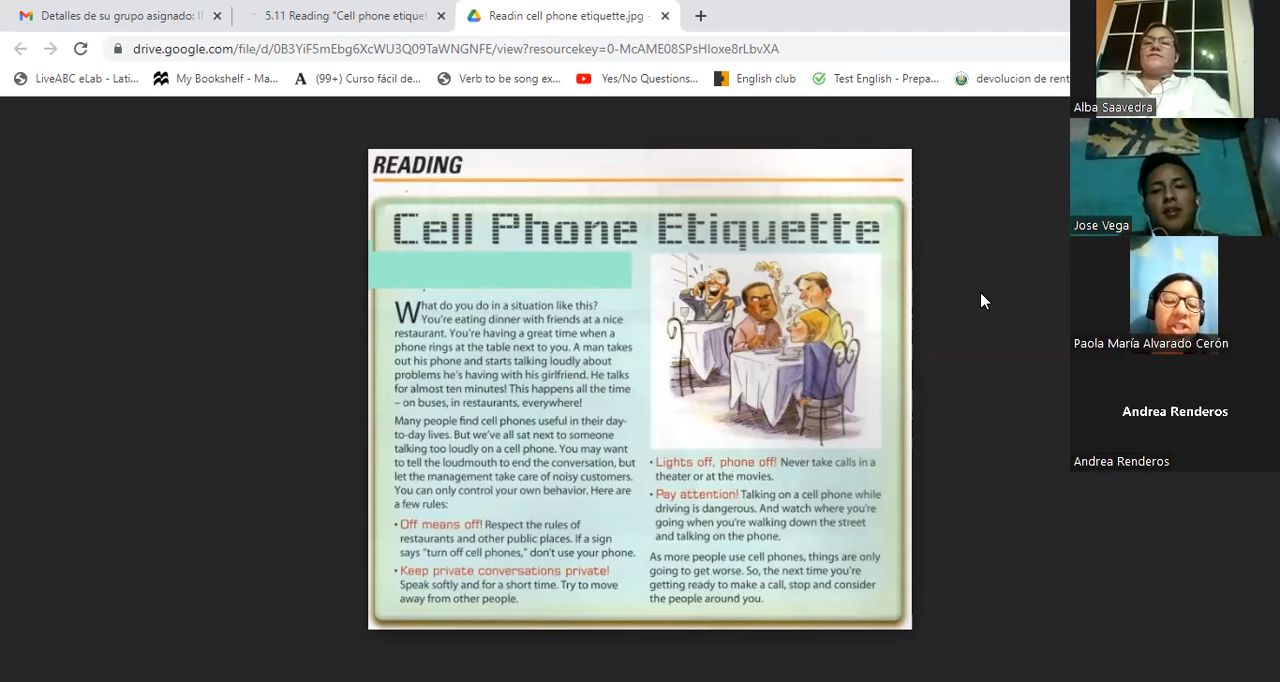 Detalles de su grupo asignado: I
5.11 Reading "Cell phone etiquet
Readin cell phone etiquette.jpg -
drive.google.com/file/d/0B3YiF5mEbg6XcWU3Q09TaWNGNFE/view?resourcekey=0-McAME08SPsHIoxe8rLbvXA
LiveABC eLab - Lati...
My Bookshelf - Ma...
(99+) Curso fácil de...
Verb to be song ex...
Yes/No Questions...
English club
Test English - Prepa...
devolucion de rent
READING
Cell Phone Etiquette
What do you do in a situation like this?
You're eating dinner with friends at a nice
restaurant. You're having a great time when a
phone rings at the table next to you. A man takes
out his phone and starts talking loudly about
problems he's having with his girlfriend. He talks
for almost ten minutes! This happens all the time
– on buses, in restaurants, everywhere!
Many people find cell phones useful in their day-
to-day lives. But we've all sat next to someone
talking too loudly on a cell phone. You may want
to tell the loudmouth to end the conversation, but
let the management take care of noisy customers.
You can only control your own behavior. Here are
a few rules:
• Off means off! Respect the rules of
restaurants and other public places. If a sign
says "turn off cell phones," don't use your phone.
• Keep private conversations private!
Speak softly and for a short time. Try to move
away from other people.
• Lights off, phone off! Never take calls in a
theater or at the movies.
• Pay attention! Talking on a cell phone while
driving is dangerous. And watch where you're
going when you're walking down the street
and talking on the phone.
As more people use cell phones, things are only
going to get worse. So, the next time you're
getting ready to make a call, stop and consider
the people around you.
Alba Saavedra
Jose Vega
Paola María Alvarado Cerón
Andrea Renderos
Andrea Renderos